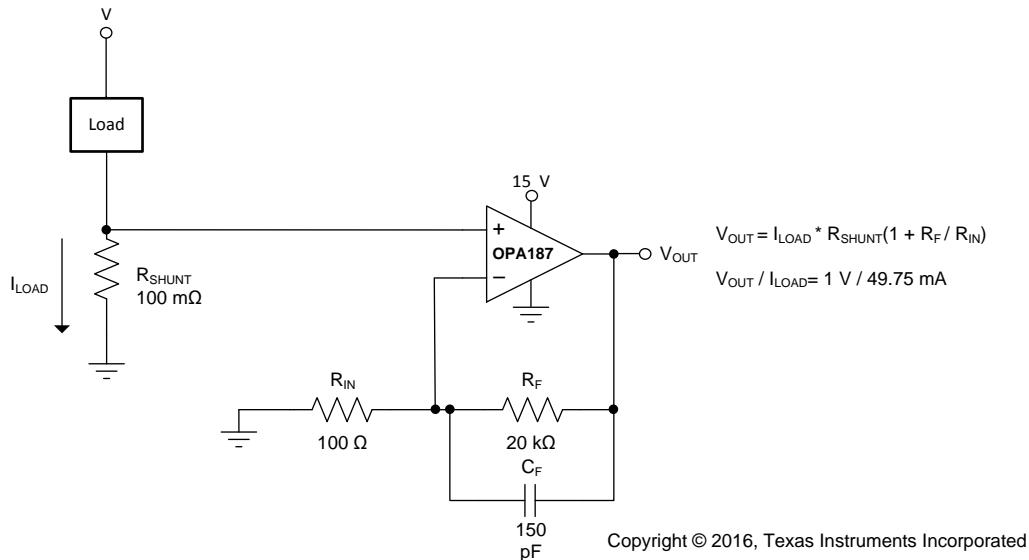 V
Load
I_LOAD
R_SHUNT
100 mΩ
15 V
+
OPA187
−
V_OUT
V_OUT = I_LOAD * R_SHUNT(1 + R_F / R_IN)
V_OUT / I_LOAD= 1 V / 49.75 mA
R_IN
100 Ω
R_F
20 kΩ
C_F
150
pF
Copyright © 2016, Texas Instruments Incorporated